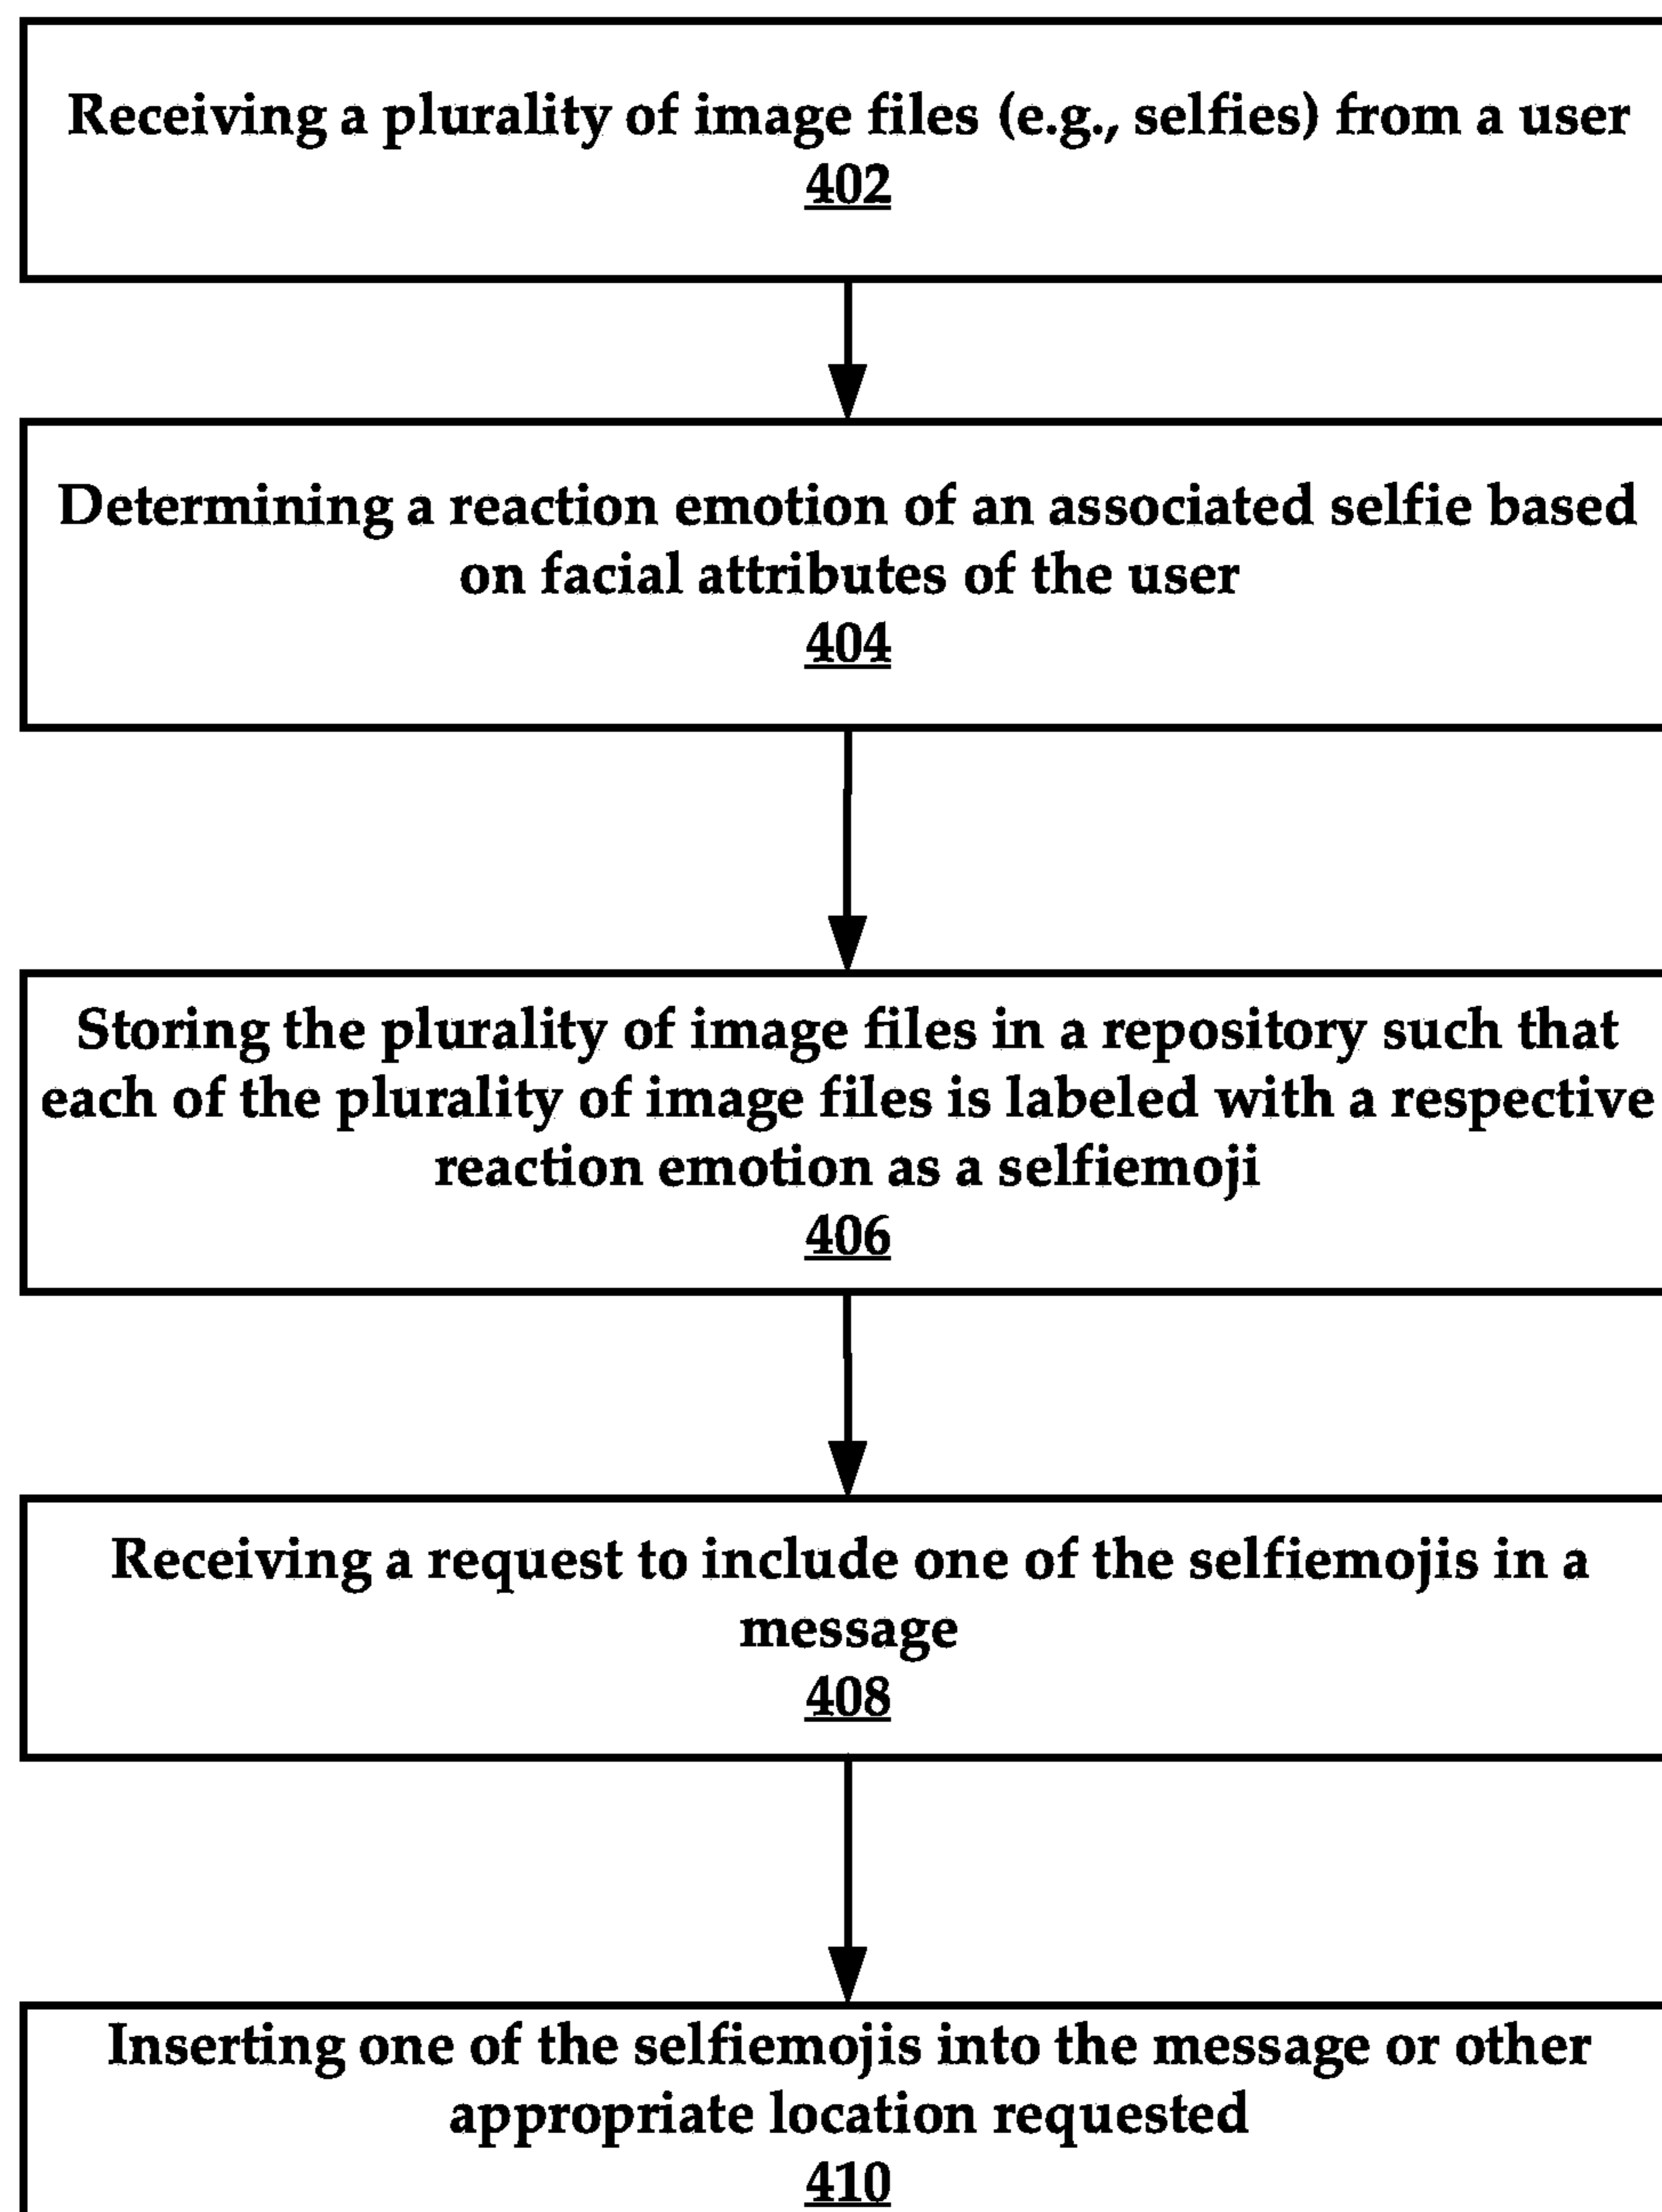 Receiving a plurality of image files (e.g., selfies) from a user
402
Determining a reaction emotion of an associated selfie based
on facial attributes of the user
404
Storing the plurality of image files in a repository such that
each of the plurality of image files is labeled with a respective
reaction emotion as a selfiemoji
406
Receiving a request to include one of the selfiemojis in a
message
408
Inserting one of the selfiemojis into the message or other
appropriate location requested
410